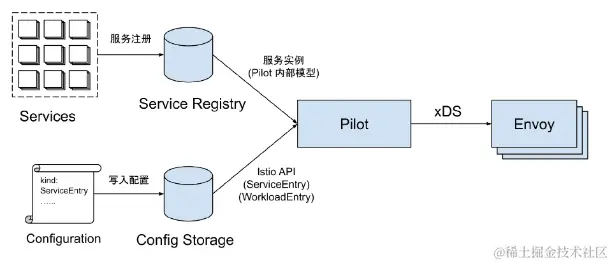 服务注册
服务实例
(Pilot 内部模型)
Services
Service Registry
Pilot
xDS
Envoy
kind:
ServiceEntry
......
写入配置
Istio API
(ServiceEntry)
(WorkloadEntry)
Configuration
Config Storage
@稀土掘金技术社区